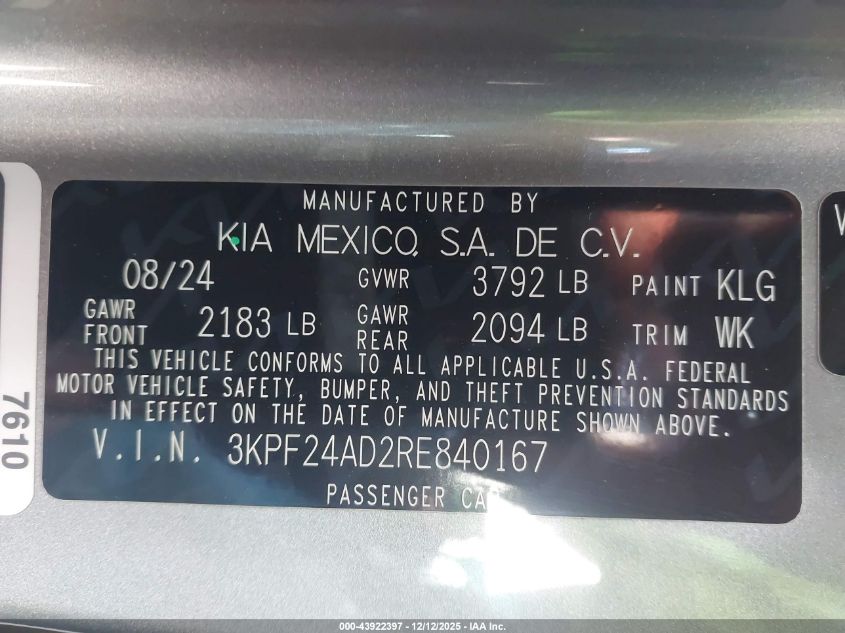 MANUFACTURED BY
KIA MEXICO, S.A. DE C.V.
08/24 GVWR 3792 LB PAINT KLG
GAWR FRONT 2183 LB GAWR REAR 2094 LB TRIM WK
THIS VEHICLE CONFORMS TO ALL APPLICABLE U.S.A. FEDERAL
MOTOR VEHICLE SAFETY, BUMPER, AND THEFT PREVENTION STANDARDS
IN EFFECT ON THE DATE OF MANUFACTURE SHOWN ABOVE.
V.I.N. 3KPF24AD2RE840167
PASSENGER CAR
7610
V
000-43922397 - 12/12/2025 - IAA Inc.